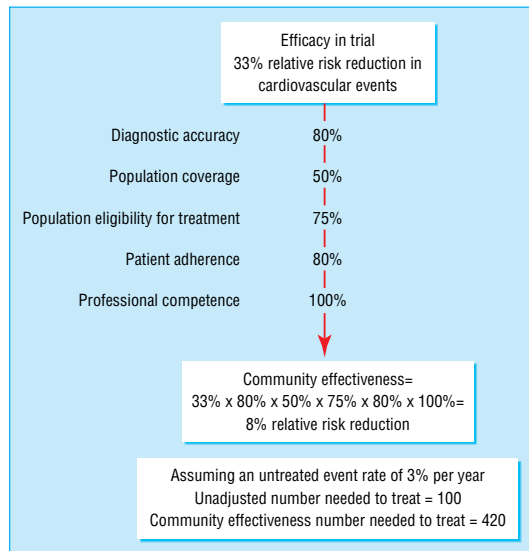 Efficacy in trial
33% relative risk reduction in
cardiovascular events
Diagnostic accuracy 80%
Population coverage 50%
Population eligibility for treatment 75%
Patient adherence 80%
Professional competence 100%
Community effectiveness=
33% x 80% x 50% x 75% x 80% x 100%=
8% relative risk reduction
Assuming an untreated event rate of 3% per year
Unadjusted number needed to treat = 100
Community effectiveness number needed to treat = 420